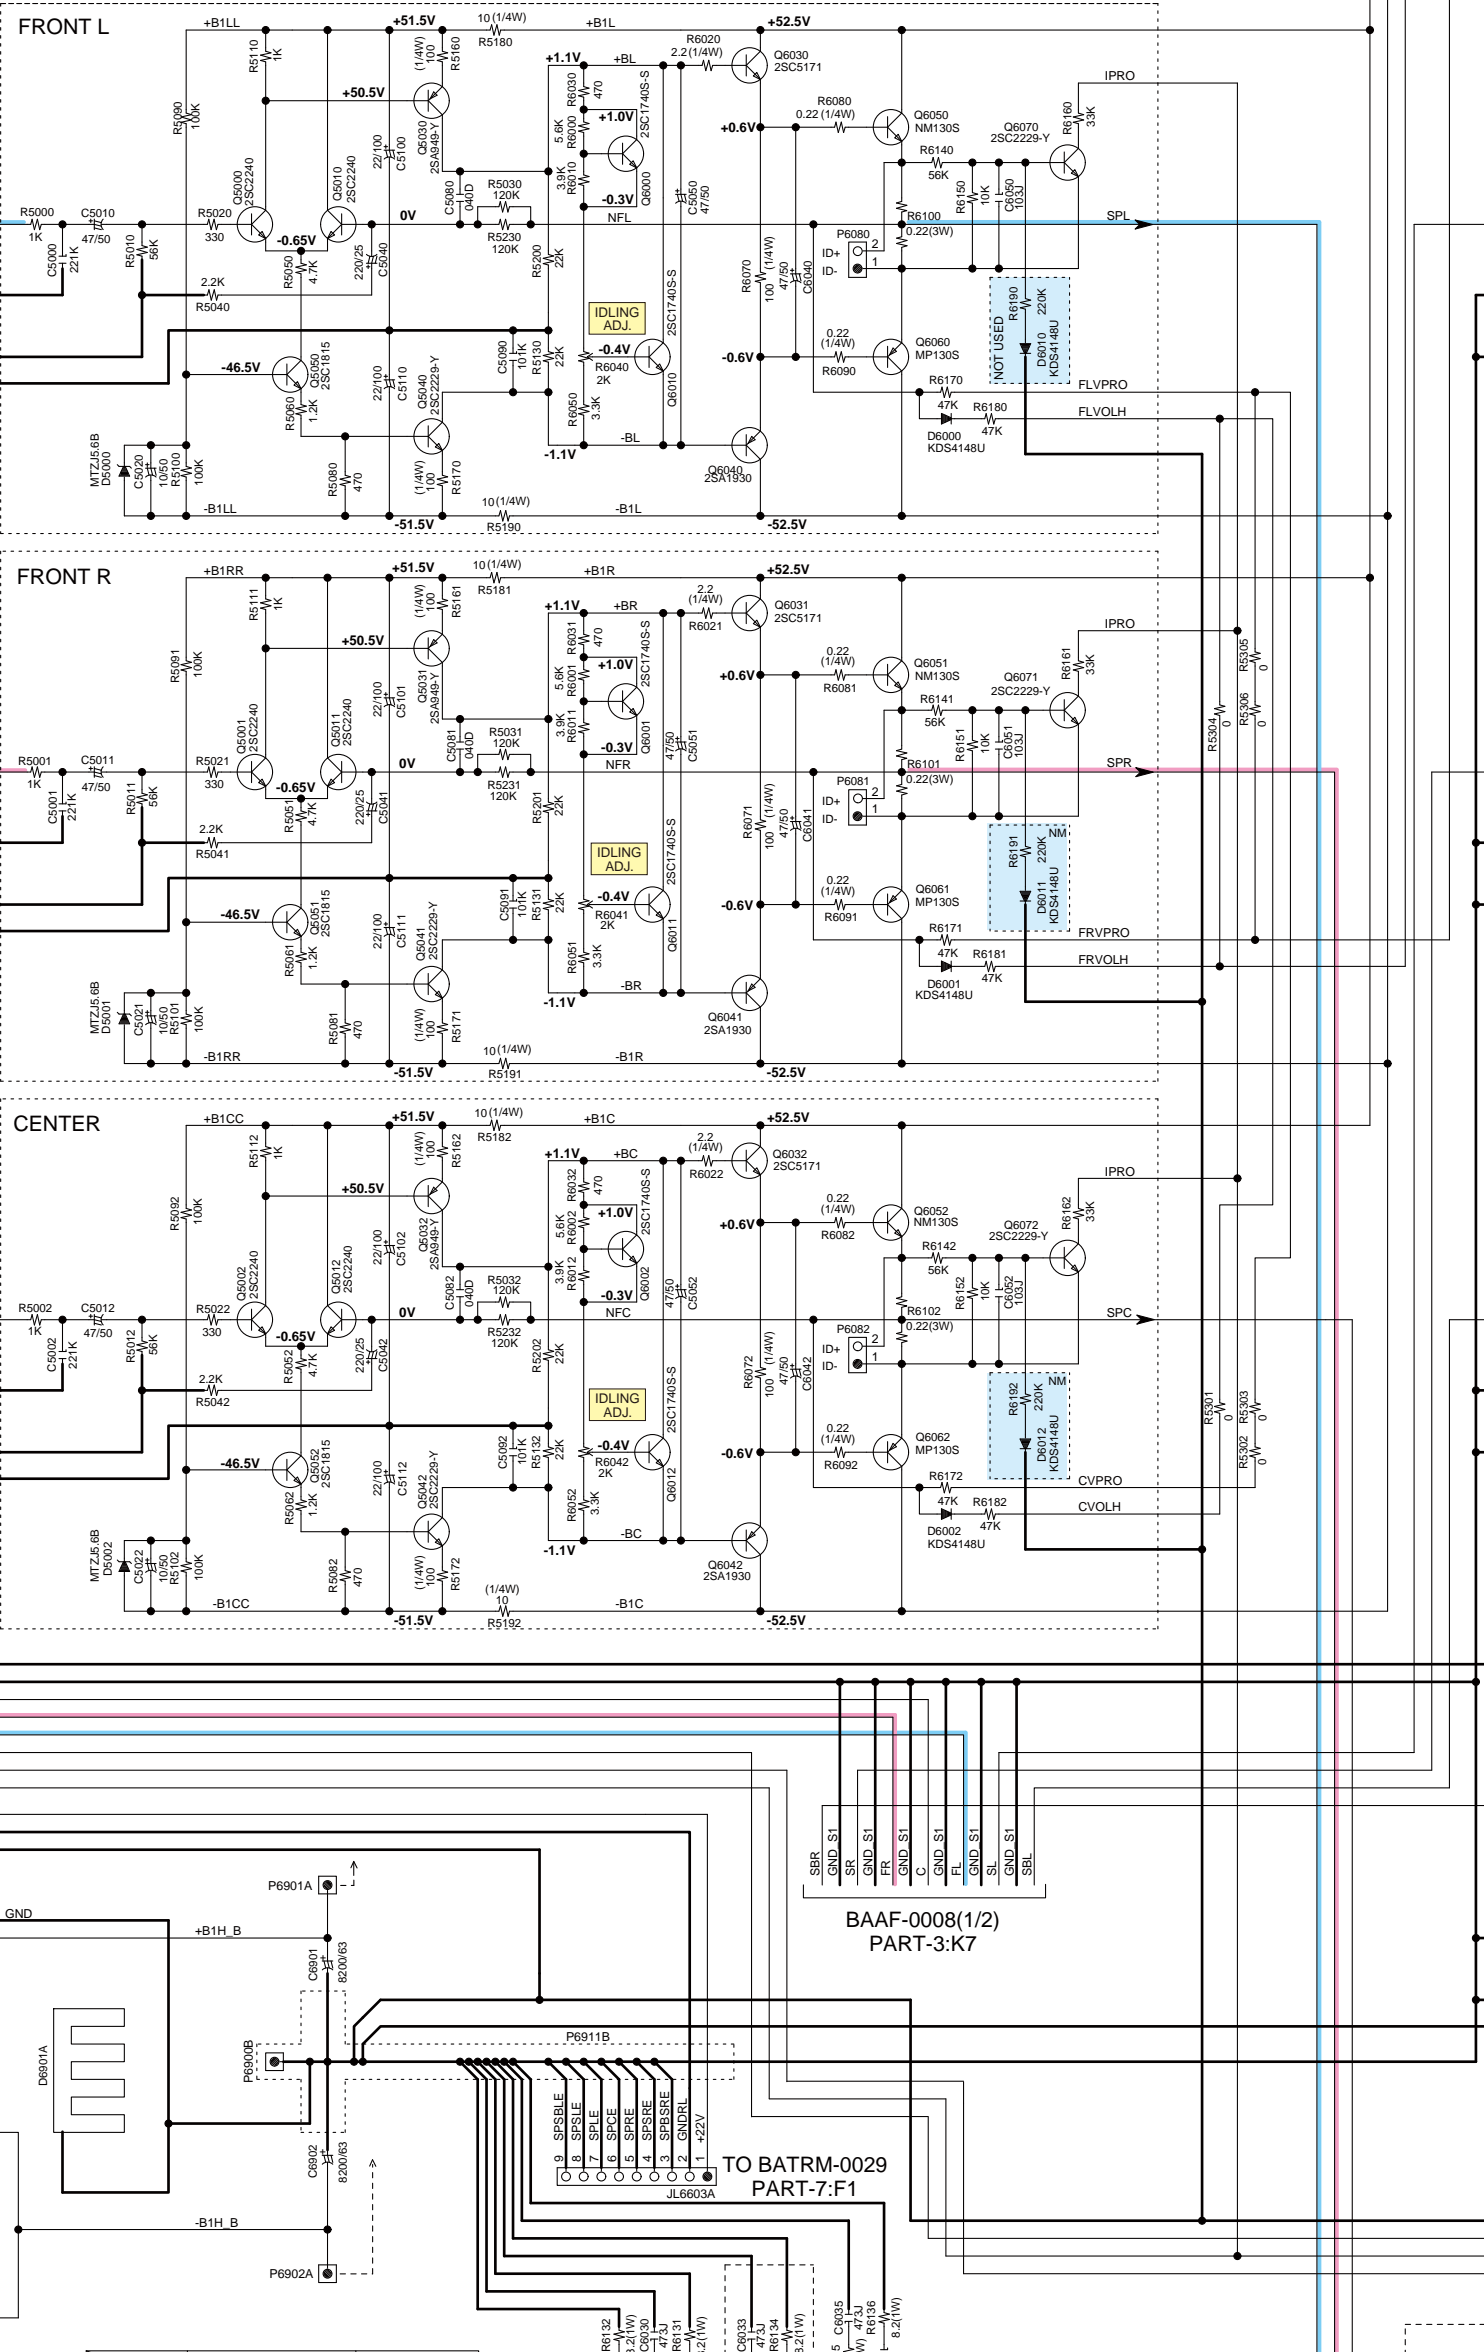 FRONT L
+B1LL
+51.5V
10(1/4W)
R5180
+B1L
+52.5V
R5110
1K
(1/4W)
100
R5160
+1.1V
+BL
R6020
2.2(1/4W)
Q6030
2SC5171
IPRO
R5090
100K
+50.5V
Q5030
2SA949-Y
R6030
470
+1.0V
2SC1740S-S
5.6K
R6000
+0.6V
R6080
0.22(1/4W)
Q6050
NM130S
Q6070
2SC2229-Y
R6160
33K
22/100
C5100
Q5000
2SC2240
Q5010
2SC2240
C5080
040D
R5030
120K
3.9K
R6010
-0.3V
Q6000
C5050
47/50
R6140
56K
R6150
10K
C6050
103J
R5000
1K
C5010
47/50
R5020
330
0V
R5230
120K
NFL
R6100
0.22(3W)
SPL
C5000
221K
R5010
56K
-0.65V
R5050
4.7K
220/25
C5040
R5200
22K
R6070
100 (1/4W)
47/50
C6040
P6080
ID+
2
ID-
1
2.2K
R5040
IDLING
ADJ.
2SC1740S-S
NOT USED
R6190
220K
D6010
KDS4148U
-46.5V
Q5050
2SC1815
22/100
C5110
Q5040
2SC2229-Y
C5090
101K
R5130
22K
-0.4V
R6040
2K
Q6010
-0.6V
0.22
(1/4W)
R6090
Q6060
MP130S
R5060
1.2K
R6050
3.3K
R6170
47K
FLVPRO
R6180
47K
FLVOLH
D6000
KDS4148U
MTZJ5.6B
D5000
C5020
10/50
R5100
100K
R5080
470
(1/4W)
100
R5170
-1.1V
-BL
Q6040
2SA1930
-B1LL
-51.5V
10(1/4W)
R5190
-B1L
-52.5V
FRONT R
+B1RR
+51.5V
10(1/4W)
R5181
+B1R
+52.5V
R5111
1K
(1/4W)
100
R5161
+1.1V
+BR
2.2
(1/4W)
R6021
Q6031
2SC5171
IPRO
R5091
100K
+50.5V
Q5031
2SA949-Y
R6031
470
+1.0V
2SC1740S-S
5.6K
R6001
+0.6V
0.22
(1/4W)
R6081
Q6051
NM130S
Q6071
2SC2229-Y
R6161
33K
R5305
0
R5304
0
R5306
0
22/100
C5101
Q5001
2SC2240
Q5011
2SC2240
C5081
040D
R5031
120K
3.9K
R6011
-0.3V
Q6001
47/50
C5051
R6141
56K
R6151
10K
C6051
103J
R5001
1K
C5011
47/50
R5021
330
0V
R5231
120K
NFR
R6101
0.22(3W)
SPR
C5001
221K
R5011
56K
-0.65V
R5051
4.7K
220/25
C5041
R5201
22K
R6071
100 (1/4W)
47/50
C6041
P6081
ID+
2
ID-
1
2.2K
R5041
IDLING
ADJ.
2SC1740S-S
NM
R6191
220K
D6011
KDS4148U
-46.5V
Q5051
2SC1815
22/100
C5111
Q5041
2SC2229-Y
C5091
101K
R5131
22K
-0.4V
R6041
2K
Q6011
-0.6V
0.22
(1/4W)
R6091
Q6061
MP130S
R5061
1.2K
R6051
3.3K
R6171
47K
FRVPRO
R6181
47K
FRVOLH
D6001
KDS4148U
MTZJ5.6B
D5001
C5021
10/50
R5101
100K
R5081
470
(1/4W)
100
R5171
-1.1V
-BR
Q6041
2SA1930
-B1RR
-51.5V
10(1/4W)
R5191
-B1R
-52.5V
CENTER
+B1CC
+51.5V
10(1/4W)
R5182
+B1C
+52.5V
R5112
1K
(1/4W)
100
R5162
+1.1V
+BC
2.2
(1/4W)
R6022
Q6032
2SC5171
IPRO
R5092
100K
+50.5V
Q5032
2SA949-Y
R6032
470
+1.0V
2SC1740S-S
5.6K
R6002
+0.6V
0.22
(1/4W)
R6082
Q6052
NM130S
Q6072
2SC2229-Y
R6162
33K
22/100
C5102
Q5002
2SC2240
Q5012
2SC2240
C5082
040D
R5032
120K
3.9K
R6012
-0.3V
Q6002
47/50
C5052
R6142
56K
R6152
10K
C6052
103J
R5002
1K
C5012
47/50
R5022
330
0V
R5232
120K
NFC
R6102
0.22(3W)
SPC
C5002
221K
R5012
56K
-0.65V
R5052
4.7K
220/25
C5042
R5202
22K
R6072
100 (1/4W)
47/50
C6042
P6082
ID+
2
ID-
1
2.2K
R5042
IDLING
ADJ.
2SC1740S-S
NM
R6192
220K
D6012
KDS4148U
R5301
0
R5303
0
R5302
0
-46.5V
Q5052
2SC1815
22/100
C5112
Q5042
2SC2229-Y
C5092
101K
R5132
22K
-0.4V
R6042
2K
Q6012
-0.6V
0.22
(1/4W)
R6092
Q6062
MP130S
R5062
1.2K
R6052
3.3K
R6172
47K
CVPRO
R6182
47K
CVOLH
D6002
KDS4148U
MTZJ5.6B
D5002
C5022
10/50
R5102
100K
R5082
470
(1/4W)
100
R5172
-1.1V
-BC
Q6042
2SA1930
-B1CC
-51.5V
(1/4W)
10
R5192
-B1C
-52.5V
SBR
GND_S1
SR
GND_S1
FR
GND_S1
C
GND_S1
FL
GND_S1
SL
GND_S1
SBL
BAAF-0008(1/2)
PART-3:K7
P6901A
GND
+B1H_B
C6901
8200/63
D6901A
P6900B
P6911B
C6902
8200/63
SPSBLE
SPSLE
SPLE
SPCE
SPRE
SPSRE
SPBSRE
GNDRL
+22V
9
8
7
6
5
4
3
2
1
JL6603A
TO BATRM-0029
PART-7:F1
-B1H_B
P6902A
R6132
8.2(1W)
C6030
473J
R6131
C6033
473J
R6134
8.2(1W)
C6035
473J
R6136
8.2(1W)